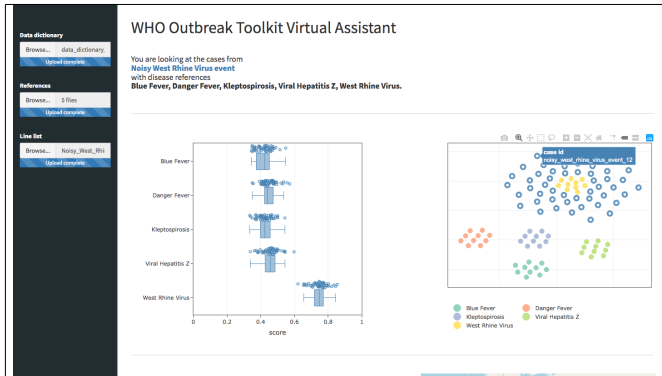 WHO Outbreak Toolkit Virtual Assistant
Data dictionary
Browse... data_dictionary_
Upload complete
References
Browse... 5 files
Upload complete
Line list
Browse... Noisy_West_Rhi
Upload complete
You are looking at the cases from
Noisy West Rhine Virus event
with disease references
Blue Fever, Danger Fever, Kleptospirosis, Viral Hepatitis Z, West Rhine Virus.
Blue Fever
Danger Fever
Kleptospirosis
Viral Hepatitis Z
West Rhine Virus
0 0.2 0.4 0.6 0.8 1
score
case id
noisy_west_rhine_virus_event_12
Blue Fever Danger Fever
Kleptospirosis Viral Hepatitis Z
West Rhine Virus